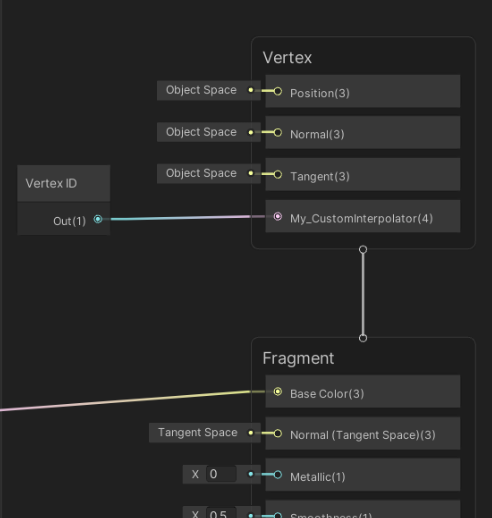 Vertex
Object Space
Position(3)
Object Space
Normal(3)
Object Space
Tangent(3)
Vertex ID
Out(1)
My_CustomInterpolator(4)
Fragment
Base Color(3)
Tangent Space
Normal (Tangent Space)(3)
X 0
Metallic(1)
X 0.5
Smoothness(1)